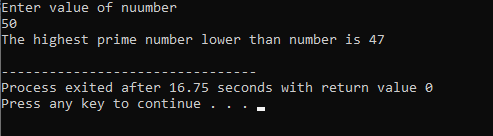 Enter value of nuumber
50
The highest prime number lower than number is 47
--------------------------------
Process exited after 16.75 seconds with return value 0
Press any key to continue . . .